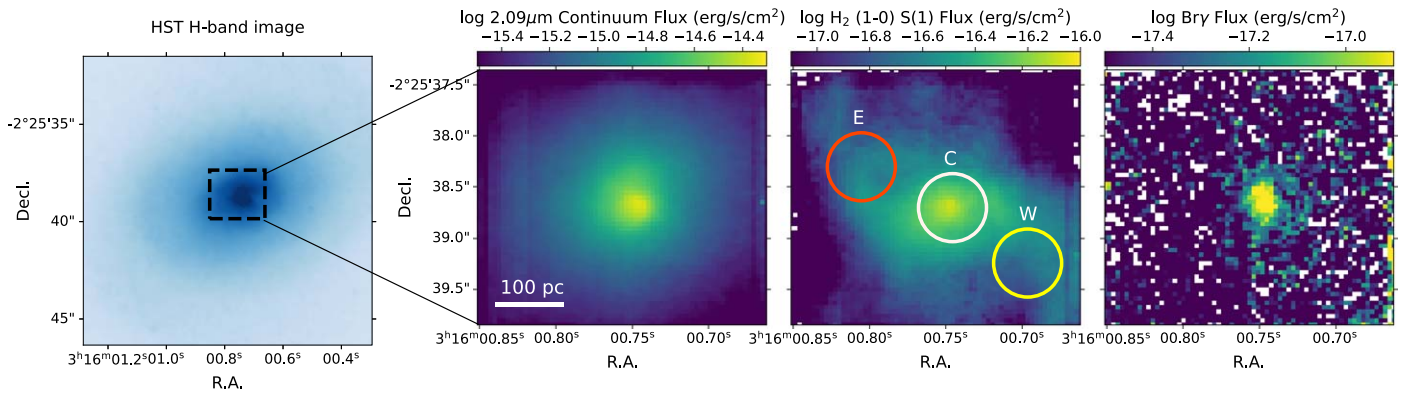 HST H-band image
-2°25'35"
40"
45"
Decl.
3ʰ16ᵐ01.2ˢ01.0ˢ 00.8ˢ 00.6ˢ 00.4ˢ
R.A.
log 2.09μm Continuum Flux (erg/s/cm²)
−15.4 −15.2 −15.0 −14.8 −14.6 −14.4
-2°25'37.5"
38.0"
38.5"
39.0"
39.5"
Decl.
100 pc
3ʰ16ᵐ00.85ˢ 00.80ˢ 00.75ˢ 00.70ˢ
R.A.
log H₂ (1-0) S(1) Flux (erg/s/cm²)
−17.0 −16.8 −16.6 −16.4 −16.2 −16.0
E
C
W
3ʰ16ᵐ00.85ˢ 00.80ˢ 00.75ˢ 00.70ˢ
R.A.
log Brγ Flux (erg/s/cm²)
−17.4 −17.2 −17.0
3ʰ16ᵐ00.85ˢ 00.80ˢ 00.75ˢ 00.70ˢ
R.A.